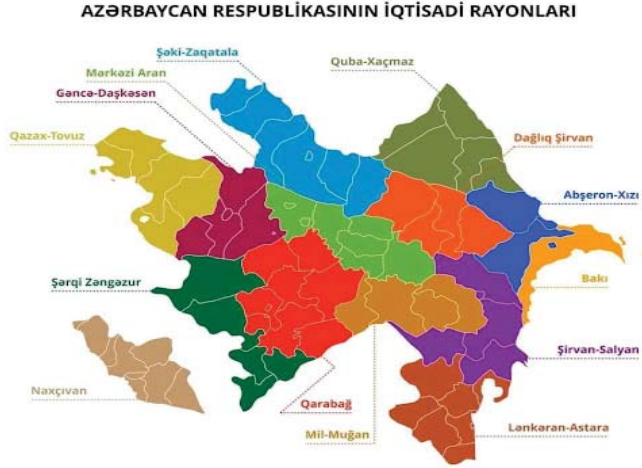 AZƏRBAYCAN RESPUBLİKASININ İQTİSADİ RAYONLARI
Şəki-Zaqatala
Quba-Xaçmaz
Mərkəzi Aran
Gəncə-Daşkəsən
Qazax-Tovuz
Dağlıq Şirvan
Abşeron-Xızı
Şərqi Zəngəzur
Bakı
Şirvan-Salyan
Naxçıvan
Qarabağ
Mil-Muğan
Lənkəran-Astara